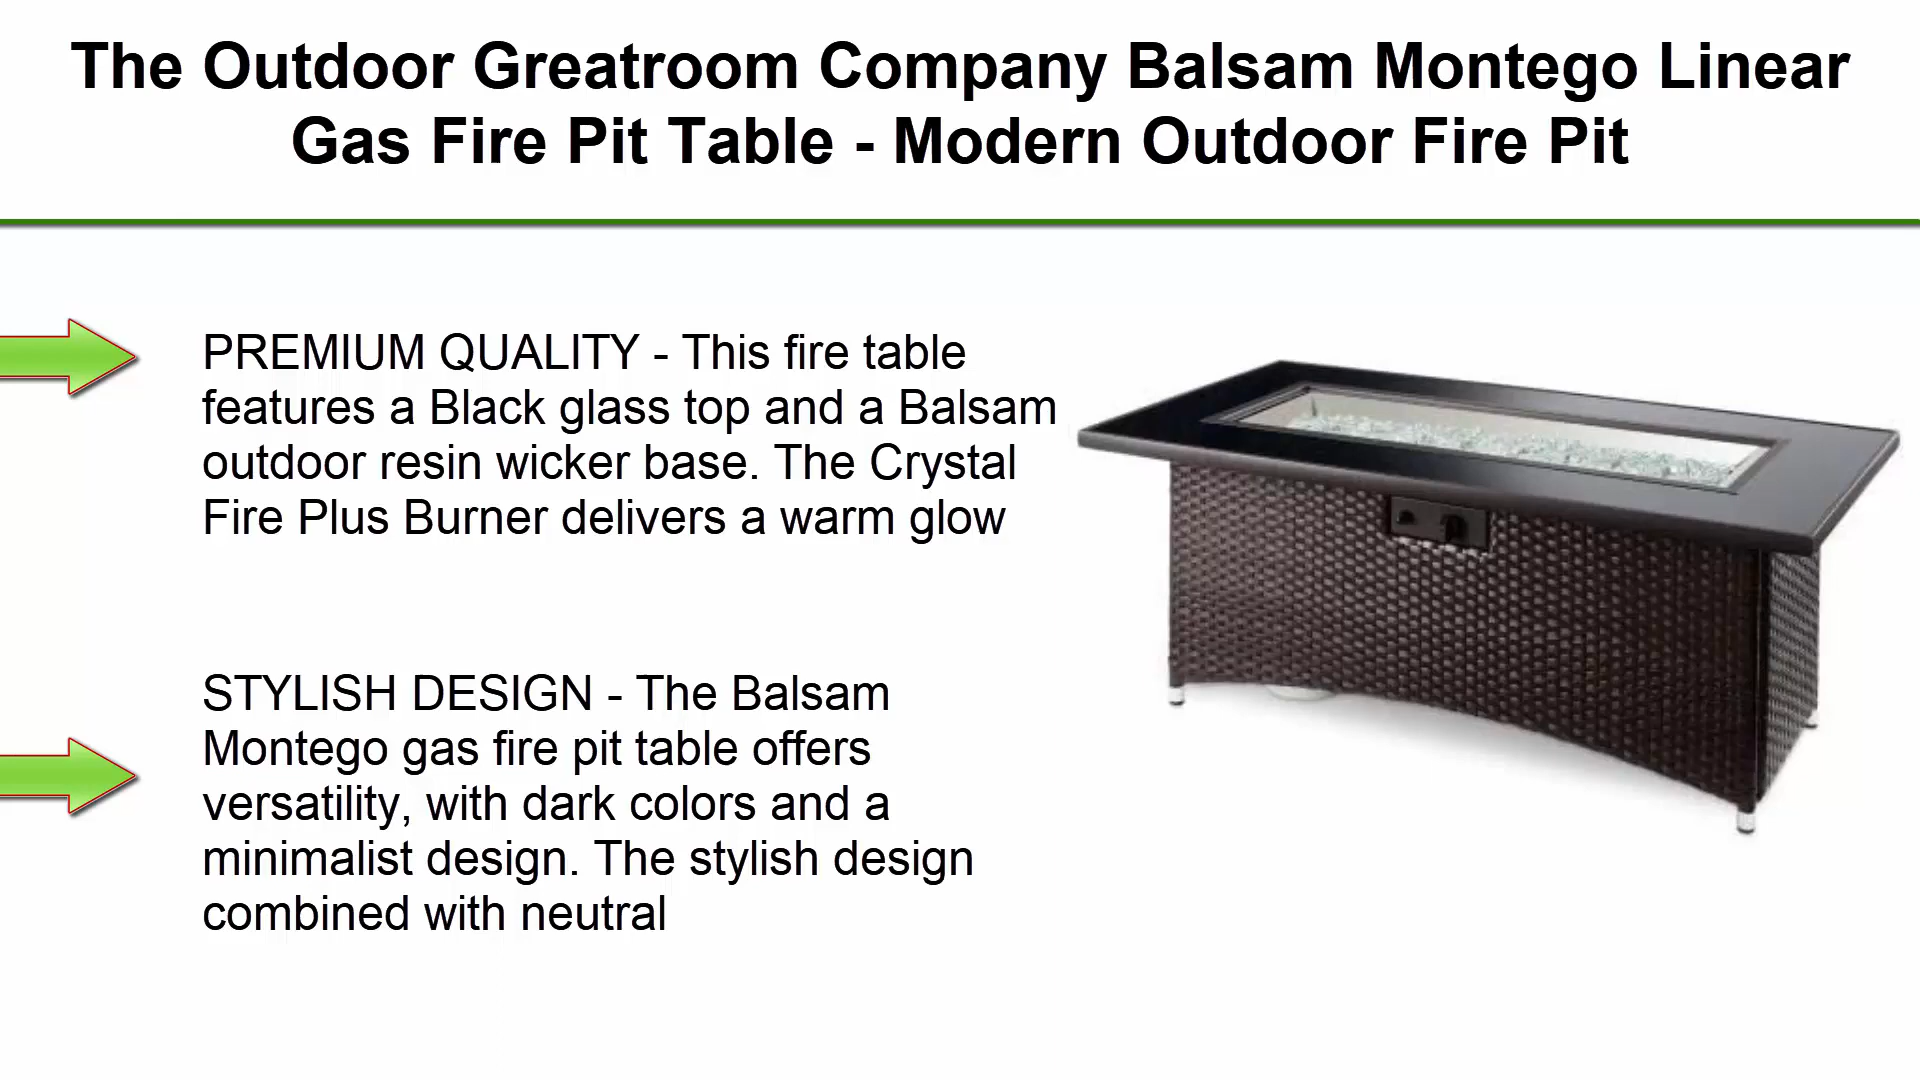 The Outdoor Greatroom Company Balsam Montego Linear
Gas Fire Pit Table - Modern Outdoor Fire Pit
PREMIUM QUALITY - This fire table
features a Black glass top and a Balsam
outdoor resin wicker base. The Crystal
Fire Plus Burner delivers a warm glow
STYLISH DESIGN - The Balsam
Montego gas fire pit table offers
versatility, with dark colors and a
minimalist design. The stylish design
combined with neutral